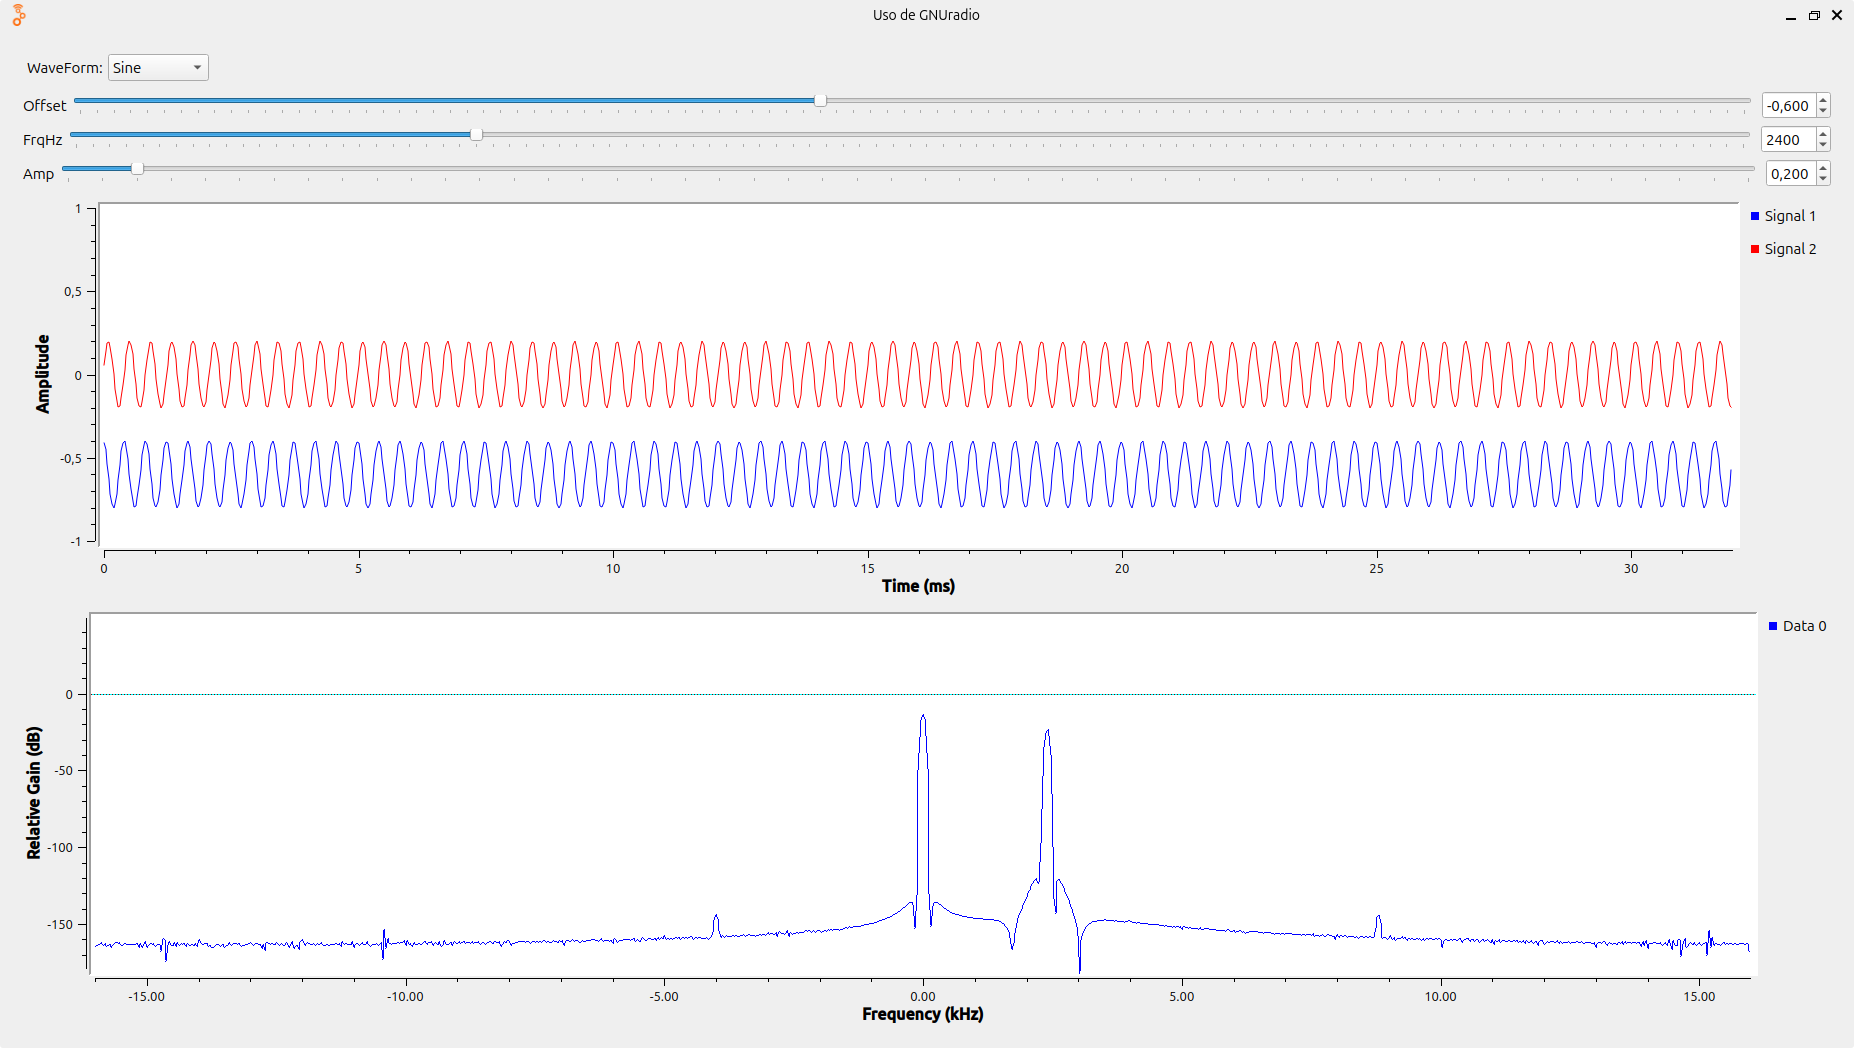 Uso de GNUradio
WaveForm: Sine
Offset -0,600
FrqHz 2400
Amp 0,200
Signal 1
Signal 2
Amplitude
1
0,5
0
-0,5
-1
0 5 10 15 20 25 30
Time (ms)
Data 0
Relative Gain (dB)
0
-50
-100
-150
-15.00 -10.00 -5.00 0.00 5.00 10.00 15.00
Frequency (kHz)